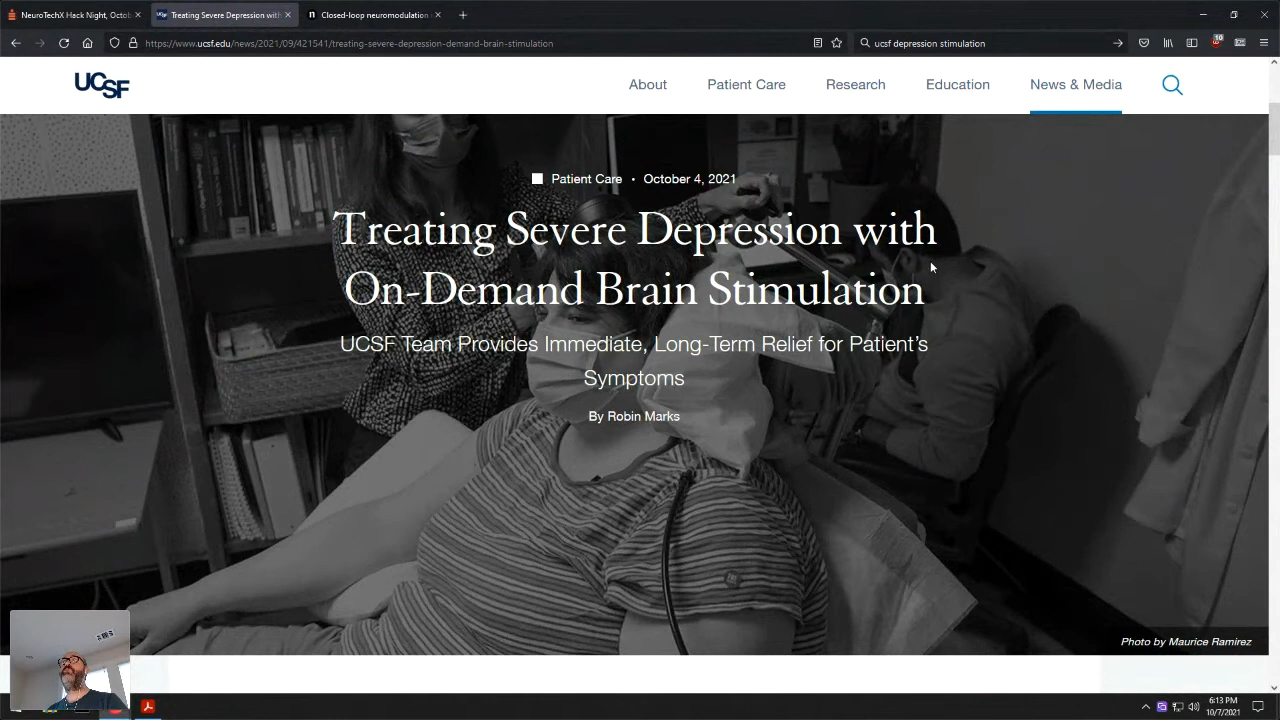 NeuroTechX Hack Night, Octob
Treating Severe Depression with
Closed-loop neuromodulation
https://www.ucsf.edu/news/2021/09/421541/treating-severe-depression-demand-brain-stimulation
ucsf depression stimulation
10
UCSF
About
Patient Care
Research
Education
News & Media
Patient Care • October 4, 2021
Treating Severe Depression with
On-Demand Brain Stimulation
UCSF Team Provides Immediate, Long-Term Relief for Patient's
Symptoms
By Robin Marks
Photo by Maurice Ramirez
6:13 PM
10/7/2021